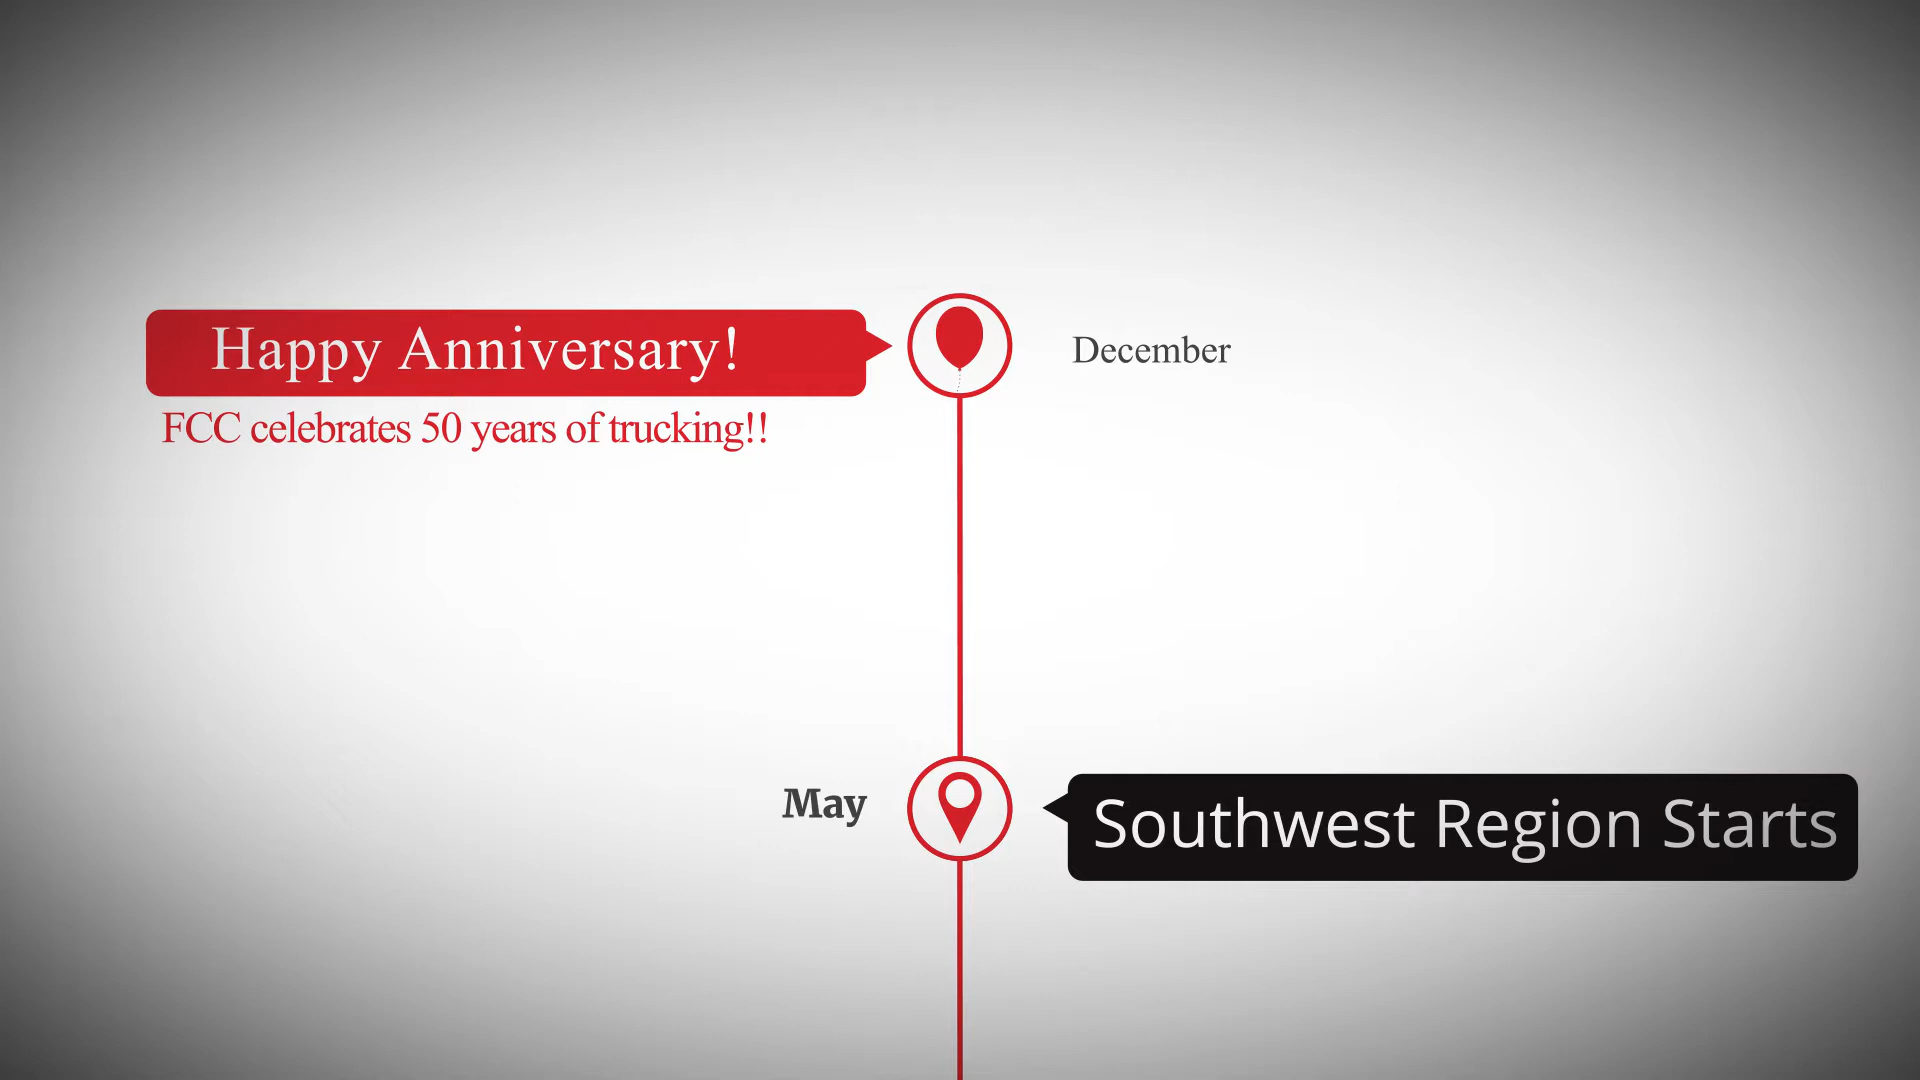 Happy Anniversary!
December
FCC celebrates 50 years of trucking!!
May
Southwest Region Starts